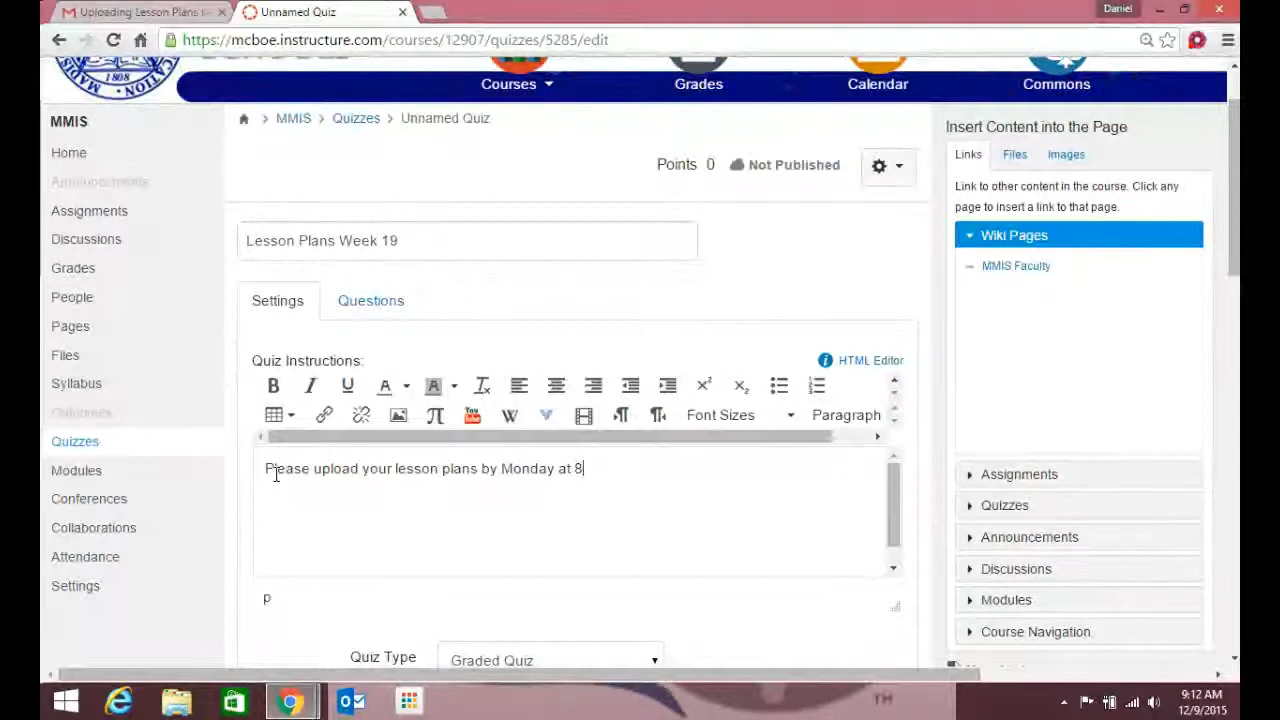 Uploading Lesson Plans t
Unnamed Quiz
Daniel
https://mcboe.instructure.com/courses/12907/quizzes/5285/edit
1808
Courses
Grades
Calendar
Commons
MMIS
Home
Announcements
Assignments
Discussions
Grades
People
Pages
Files
Syllabus
Outcomes
Quizzes
Modules
Conferences
Collaborations
Attendance
Settings
> MMIS > Quizzes > Unnamed Quiz
Points 0 Not Published
Lesson Plans Week 19
Settings Questions
Quiz Instructions:
HTML Editor
Font Sizes Paragraph
Please upload your lesson plans by Monday at 8
p
Quiz Type Graded Quiz
Insert Content into the Page
Links Files Images
Link to other content in the course. Click any
page to insert a link to that page.
Wiki Pages
MMIS Faculty
Assignments
Quizzes
Announcements
Discussions
Modules
Course Navigation
TH
9:12 AM
12/9/2015